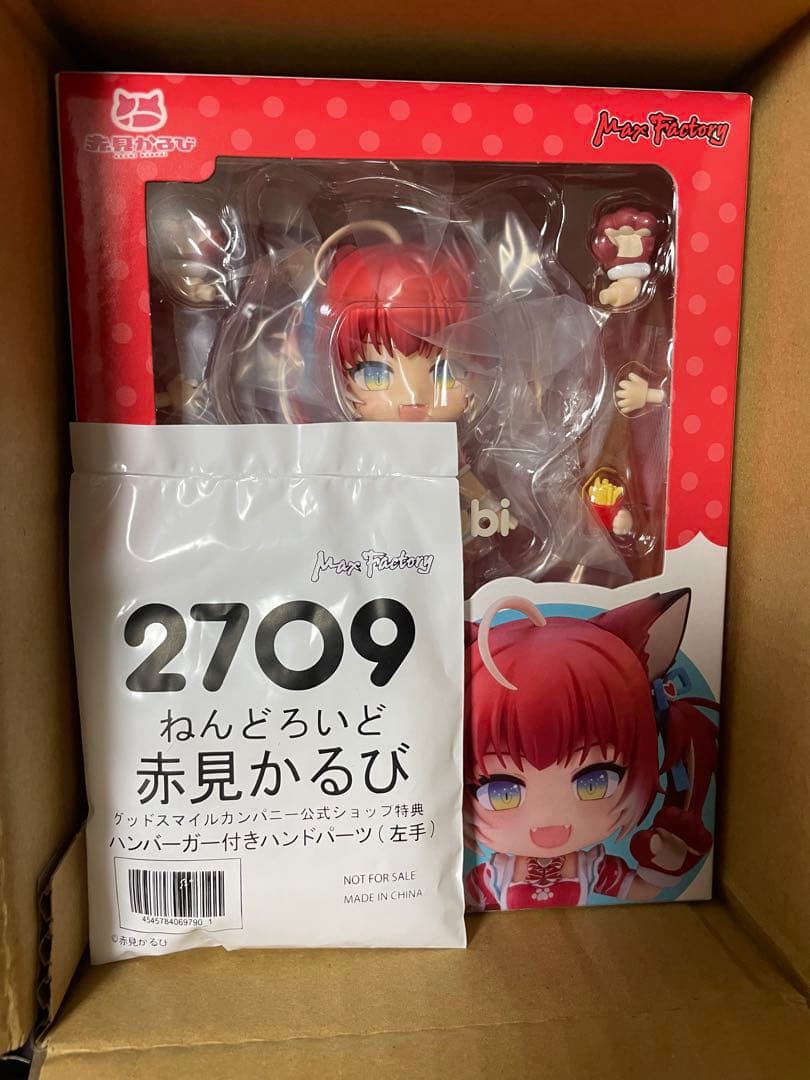 赤見かるび
AKAMI KARUBI
Max Factory
bi
Max Factory
2709
ねんどろいど
赤見かるび
グッドスマイルカンパニー公式ショップ特典
ハンバーガー付きハンドパーツ(左手)
NOT FOR SALE
MADE IN CHINA
4545784069790 1
©赤見かるび